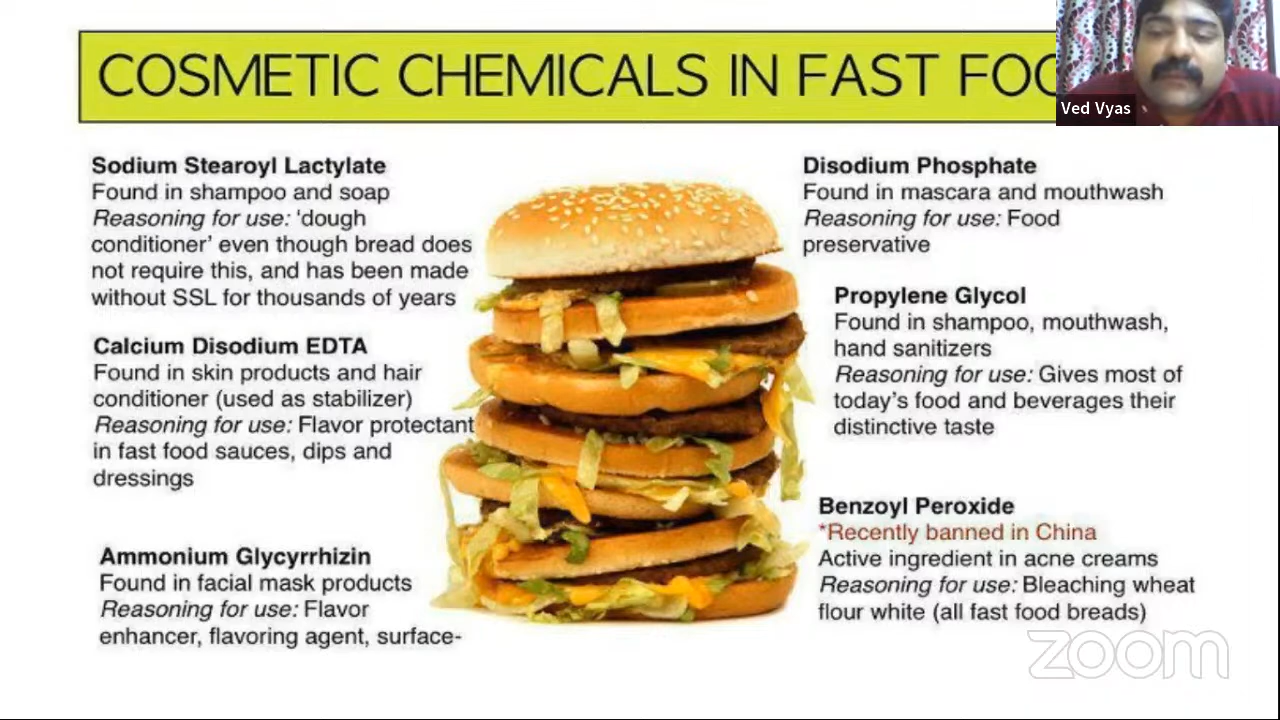 COSMETIC CHEMICALS IN FAST
Ved Vyas
Sodium Stearoyl Lactylate
Found in shampoo and soap
Reasoning for use: 'dough
conditioner' even though bread does
not require this, and has been made
without SSL for thousands of years
Calcium Disodium EDTA
Found in skin products and hair
conditioner (used as stabilizer)
Reasoning for use: Flavor protectant
in fast food sauces, dips and
dressings
Ammonium Glycyrrhizin
Found in facial mask products
Reasoning for use: Flavor
enhancer, flavoring agent, surface-
Disodium Phosphate
Found in mascara and mouthwash
Reasoning for use: Food
preservative
Propylene Glycol
Found in shampoo, mouthwash,
hand sanitizers
Reasoning for use: Gives most of
today's food and beverages their
distinctive taste
Benzoyl Peroxide
*Recently banned in China
Active ingredient in acne creams
Reasoning for use: Bleaching wheat
flour white (all fast food breads)
zoom